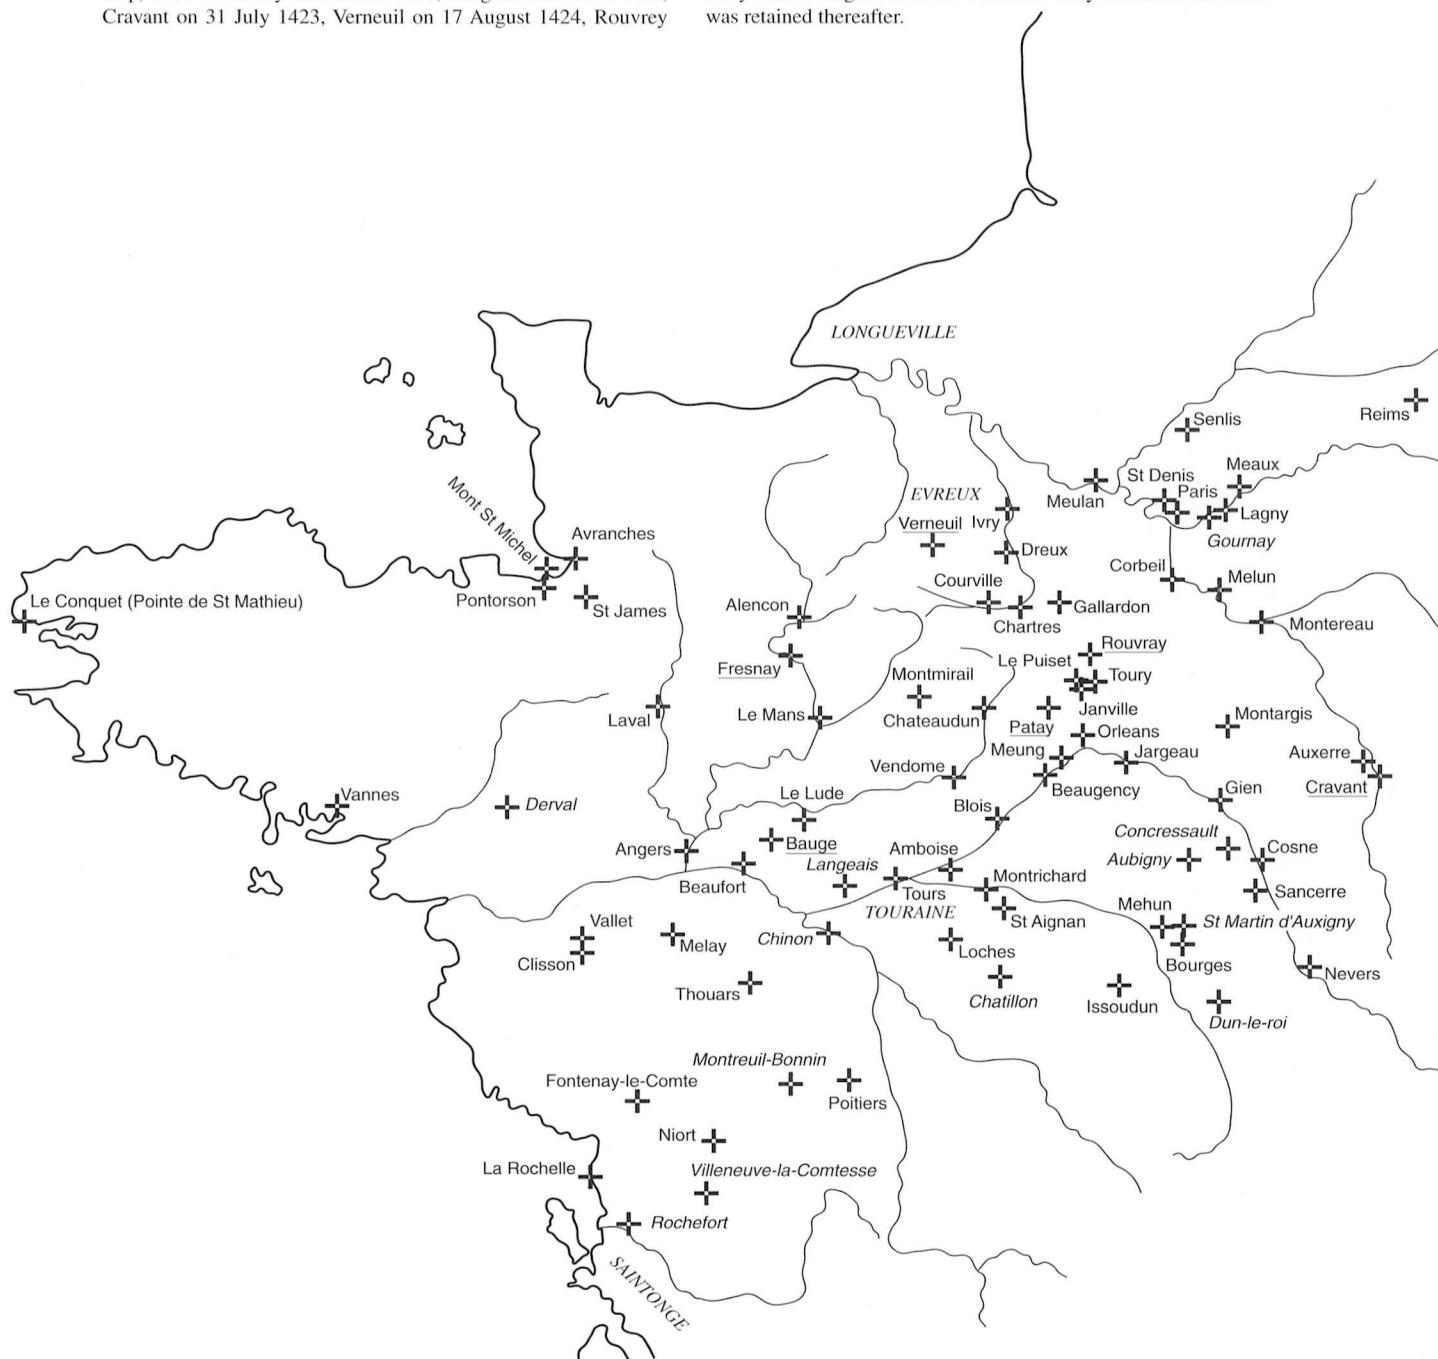 Cravant on 31 July 1423, Verneuil on 17 August 1424, Rouvrey
was retained thereafter.
LONGUEVILLE
Reims
Senlis
Meaux
St Denis
Paris
Meulan
Lagny
Gournay
EVREUX
Verneuil
Ivry
Dreux
Mont St Michel
Avranches
Pontorson
St James
Le Conquet (Pointe de St Mathieu)
Corbeil
Melun
Courville
Alencon
Gallardon
Chartres
Montereau
Rouvray
Le Puiset
Toury
Fresnay
Montmirail
Janville
Laval
Le Mans
Chateaudun
Patay
Orleans
Montargis
Meung
Jargeau
Auxerre
Vendome
Beaugency
Cravant
Vannes
Derval
Le Lude
Blois
Gien
Concressault
Angers
Bauge
Amboise
Aubigny
Cosne
Langeais
Beaufort
Tours
Montrichard
Sancerre
TOURAINE
Mehun
Vallet
St Aignan
St Martin d'Auxigny
Melay
Chinon
Loches
Clisson
Bourges
Nevers
Thouars
Chatillon
Issoudun
Dun-le-roi
Montreuil-Bonnin
Fontenay-le-Comte
Poitiers
Niort
La Rochelle
Villeneuve-la-Comtesse
Rochefort
SAINTONGE